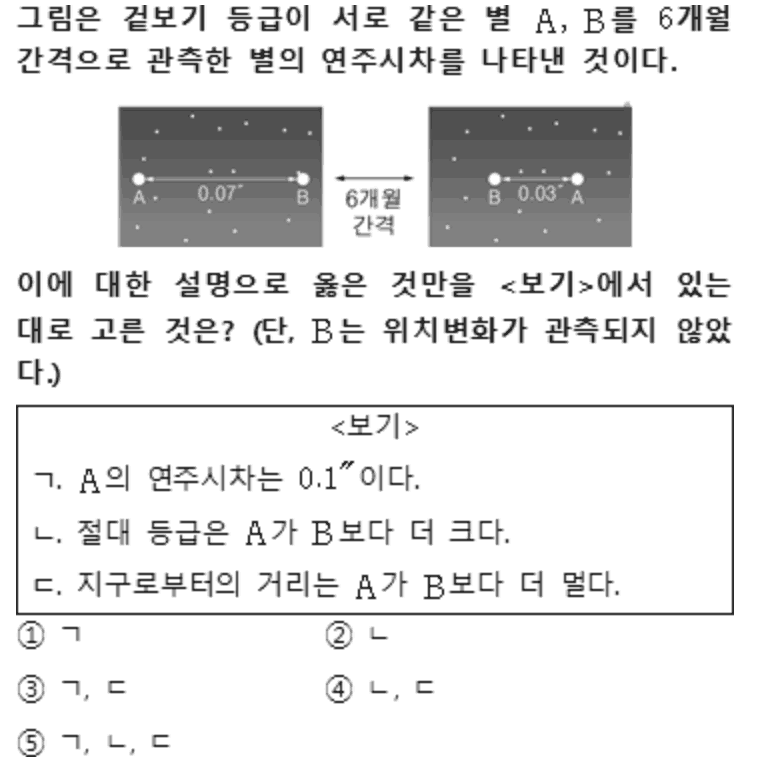 그림은 겉보기 등급이 서로 같은 별 A, B를 6개월
간격으로 관측한 별의 연주시차를 나타낸 것이다.
A 0.07″ B
6개월
간격
B 0.03″ A
이에 대한 설명으로 옳은 것만을 <보기>에서 있는
대로 고른 것은? (단, B는 위치변화가 관측되지 않았
다.)
<보기>
ㄱ. A의 연주시차는 0.1″이다.
ㄴ. 절대 등급은 A가 B보다 더 크다.
ㄷ. 지구로부터의 거리는 A가 B보다 더 멀다.
① ㄱ ② ㄴ
③ ㄱ, ㄷ ④ ㄴ, ㄷ
⑤ ㄱ, ㄴ, ㄷ